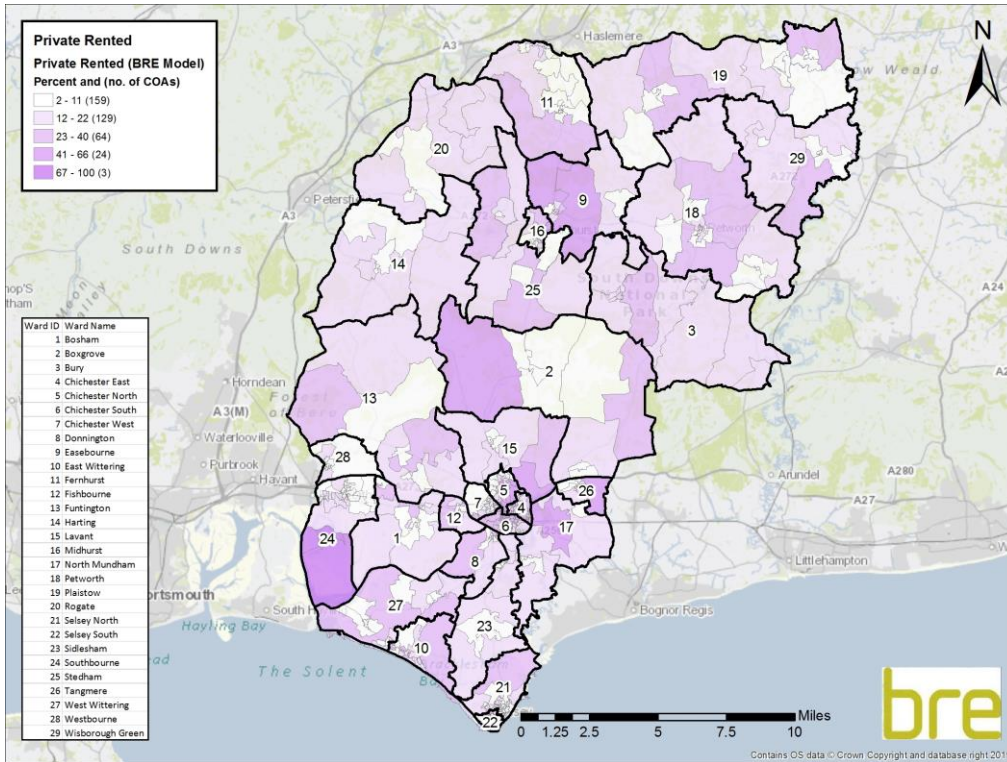 Private Rented
Private Rented (BRE Model)
Percent and (no. of COAs)
2 - 11 (159)
12 - 22 (129)
23 - 40 (64)
41 - 66 (24)
67 - 100 (3)
Ward ID Ward Name
1 Bosham
2 Boxgrove
3 Bury
4 Chichester East
5 Chichester North
6 Chichester South
7 Chichester West
8 Donnington
9 Easebourne
10 East Wittering
11 Fernhurst
12 Fishbourne
13 Funtington
14 Harting
15 Lavant
16 Midhurst
17 North Mundham
18 Petworth
19 Plaistow
20 Rogate
21 Selsey North
22 Selsey South
23 Sidlesham
24 Southbourne
25 Stedham
26 Tangmere
27 West Wittering
28 Westbourne
29 Wisborough Green
N
Haslemere
A3
Weald
19
11
20
29
A272
9
18
16
A3
South Downs
14
25
National
Park
A24
3
2
Horndean
13
A3(M)
Waterlooville
28
15
Purbrook
Havant
Arundel
A280
5
26
7
4
A27
12
6
17
24
1
8
Littlehampton
27
Bognor Regis
Hayling Bay
23
10
The Solent
21
22
Miles
0 1.25 2.5 5 7.5 10
bre
Contains OS data © Crown Copyright and database right